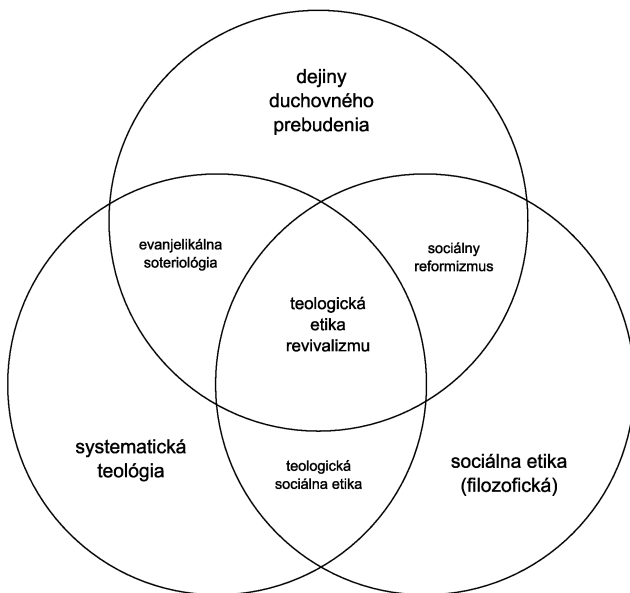 dejiny
duchovného
prebudenia
evanjelikálna
soteriológia
sociálny
reformizmus
teologická
etika
revivalizmu
systematická
teológia
teologická
sociálna etika
sociálna etika
(filozofická)